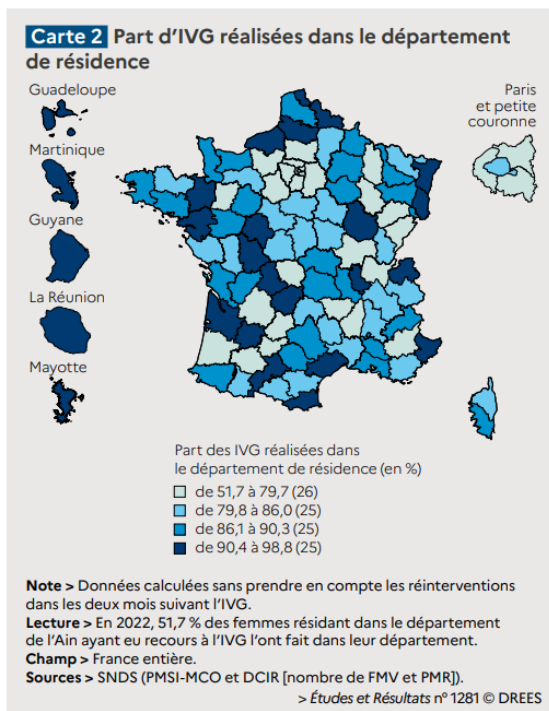 Carte 2 Part d'IVG réalisées dans le département
de résidence
Guadeloupe
Martinique
Guyane
La Réunion
Mayotte
Paris
et petite
couronne
Part des IVG réalisées dans
le département de résidence (en %)
de 51,7 à 79,7 (26)
de 79,8 à 86,0 (25)
de 86,1 à 90,3 (25)
de 90,4 à 98,8 (25)
Note > Données calculées sans prendre en compte les réinterventions
dans les deux mois suivant l'IVG.
Lecture > En 2022, 51,7 % des femmes résidant dans le département
de l'Ain ayant eu recours à l'IVG l'ont fait dans leur département.
Champ > France entière.
Sources > SNDS (PMSI-MCO et DCIR [nombre de FMV et PMR]).
> Études et Résultats nº 1281 © DREES